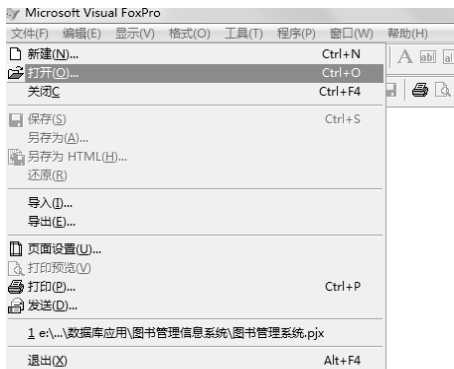 Microsoft Visual FoxPro
文件(F) 编辑(E) 显示(V) 格式(O) 工具(T) 程序(P) 窗口(W) 帮助(H)
新建(N)... Ctrl+N
打开(O)... Ctrl+O
关闭C Ctrl+F4
保存(S) Ctrl+S
另存为(A)...
另存为 HTML(H)...
还原(R)
导入(I)...
导出(E)...
页面设置(U)...
打印预览(V)
打印(P)... Ctrl+P
发送(D)...
1 e:\...\数据库应用\图书管理信息系统\图书管理系统.pjx
退出(X) Alt+F4
A ab| a